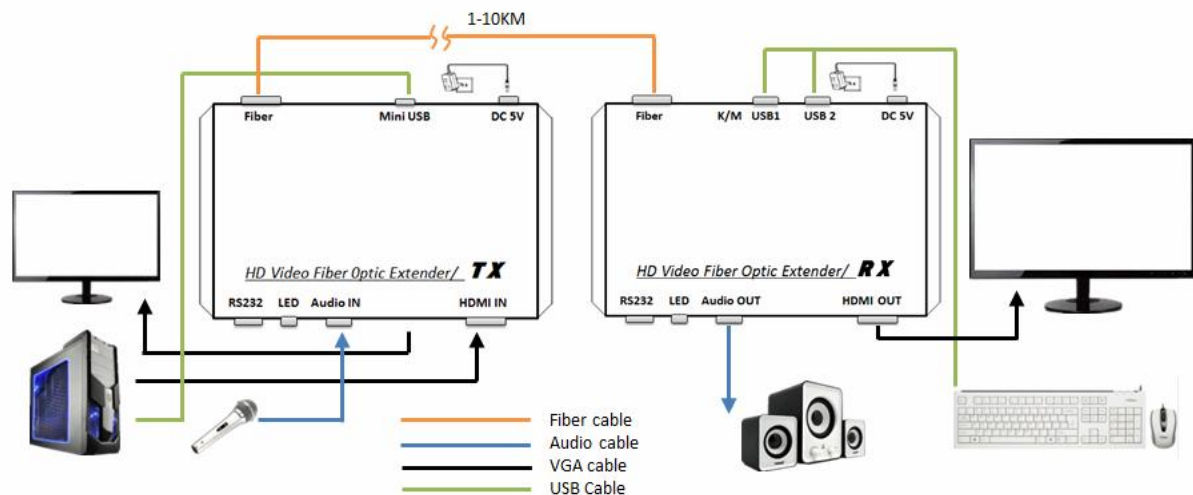 1-10KM
Fiber Mini USB DC 5V
Fiber K/M USB1 USB 2 DC 5V
HD Video Fiber Optic Extender/ TX
HD Video Fiber Optic Extender/ RX
RS232 LED Audio IN HDMI IN
RS232 LED Audio OUT HDMI OUT
Fiber cable
Audio cable
VGA cable
USB Cable